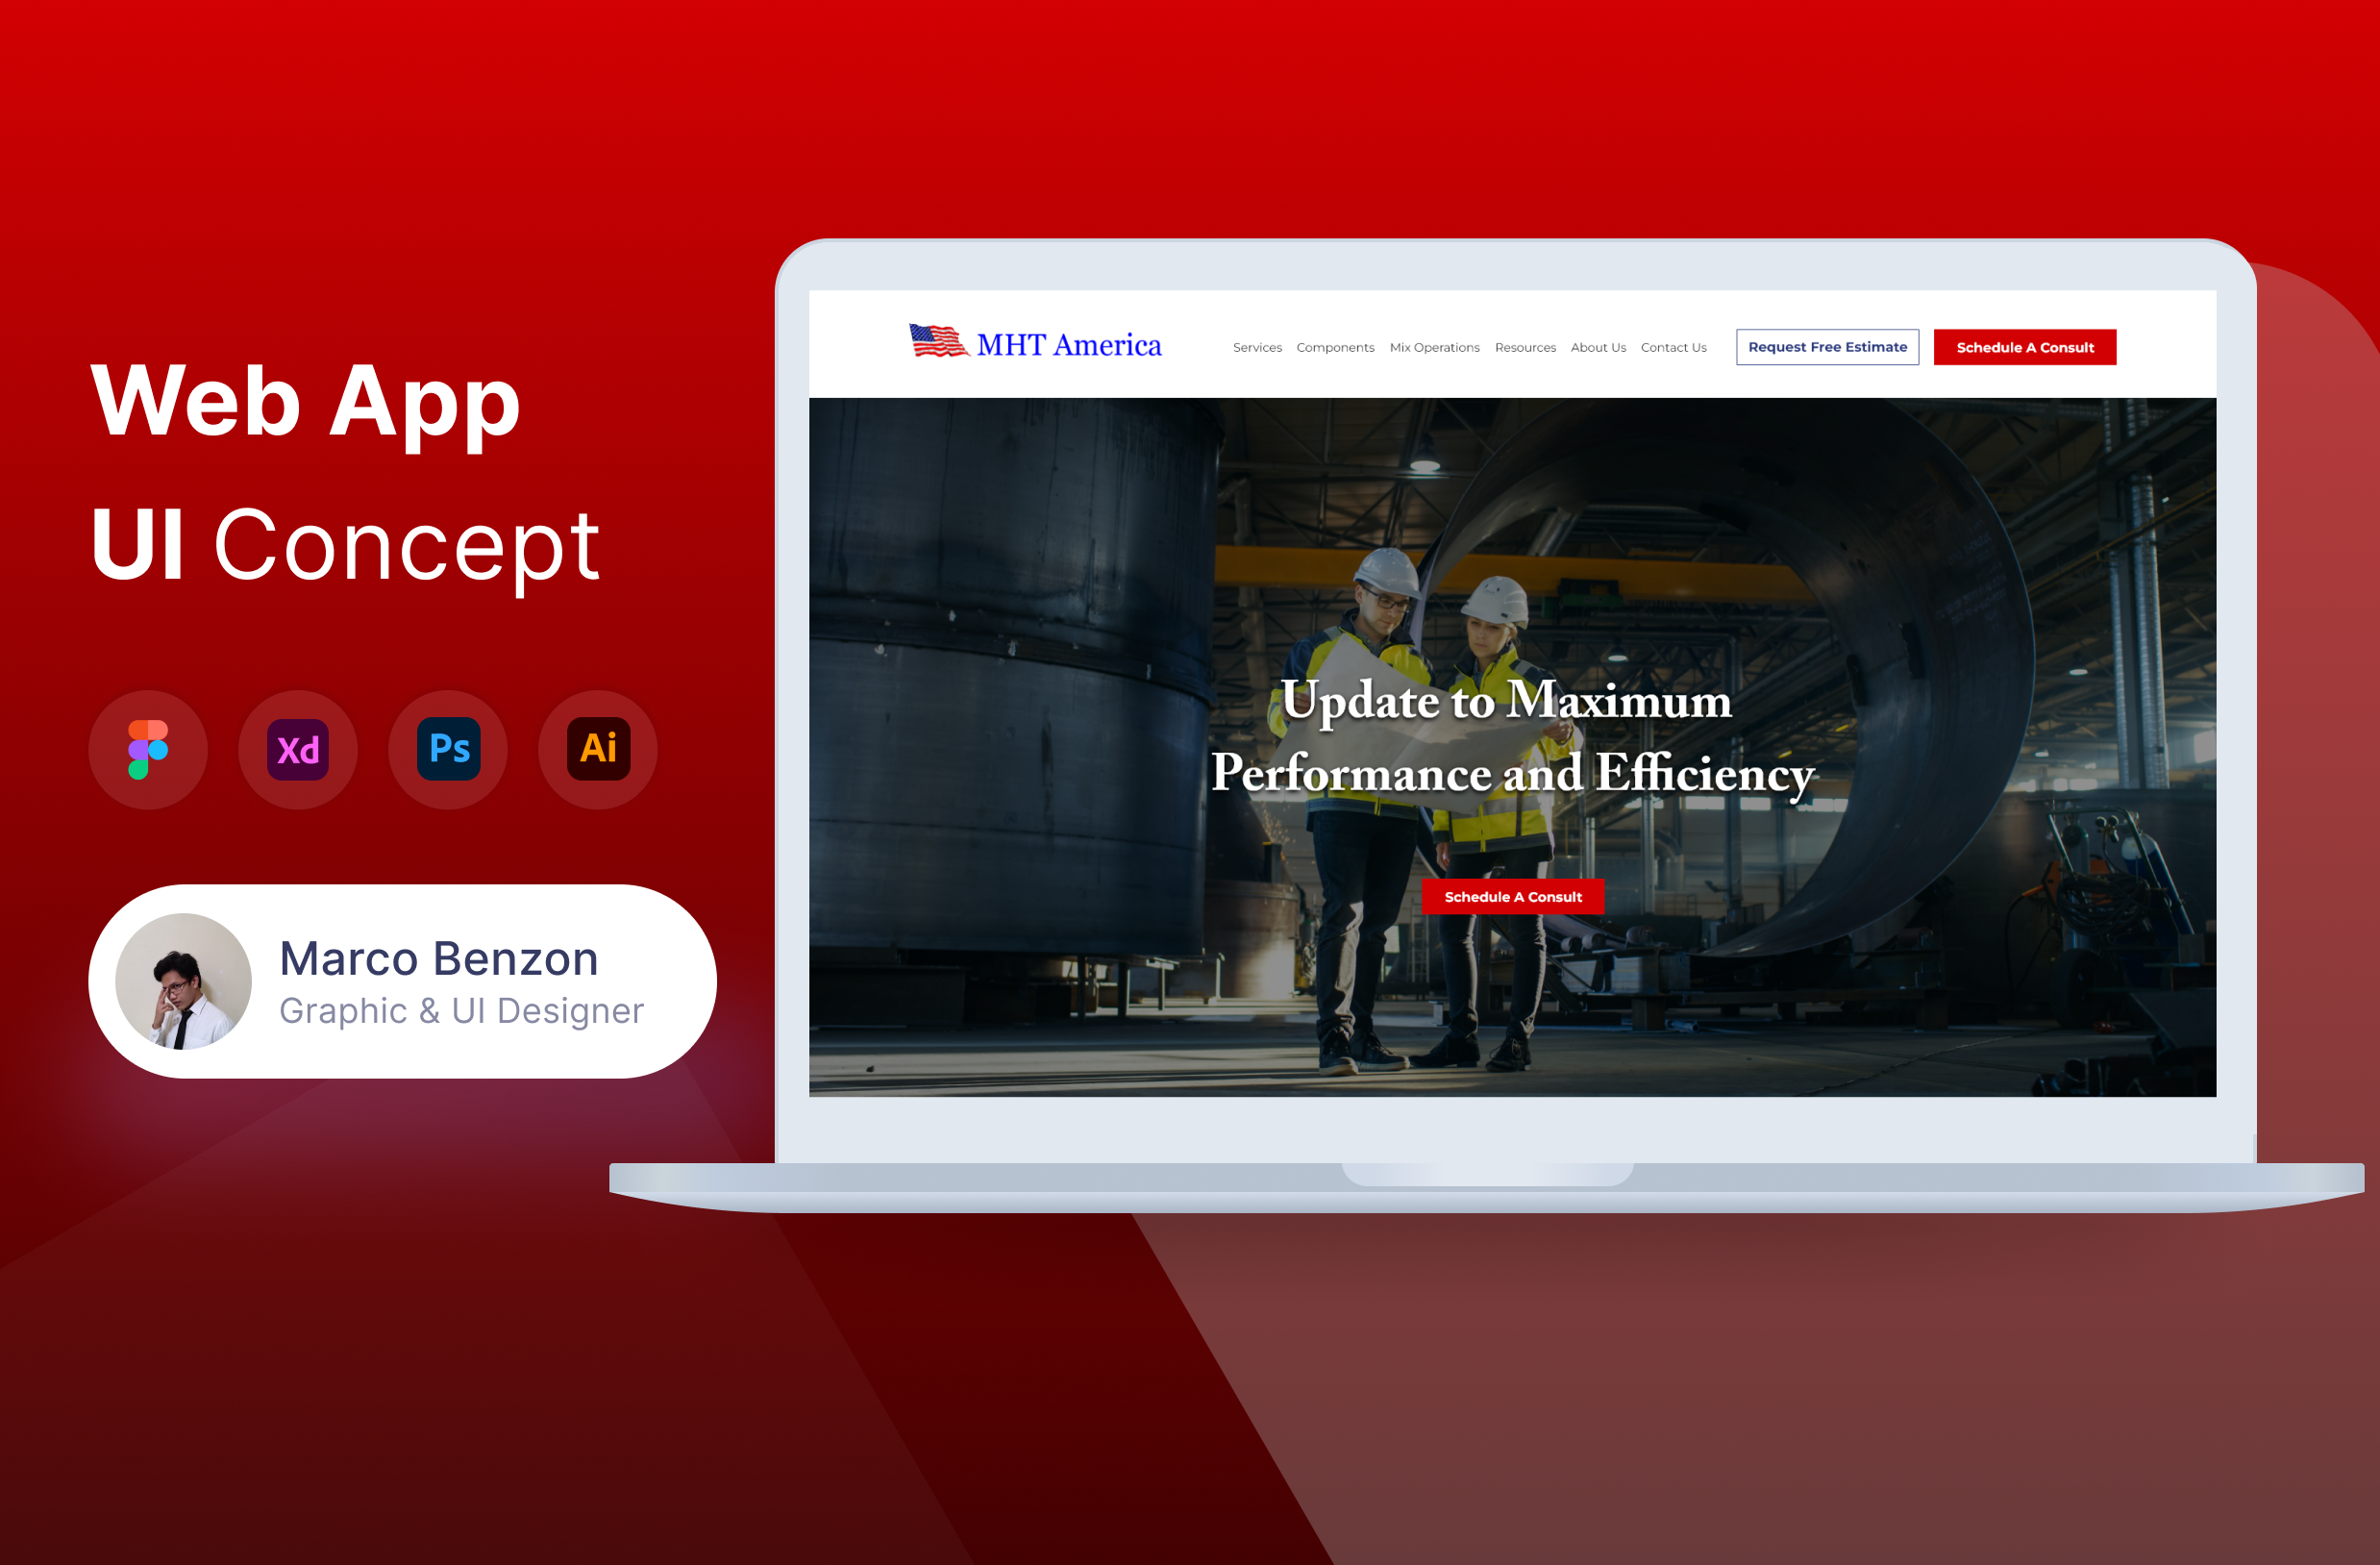 Web App
UI Concept
Xd
Ps
Ai
Marco Benzon
Graphic & UI Designer
MHT America
Services
Components
Mix Operations
Resources
About Us
Contact Us
Request Free Estimate
Schedule A Consult
Update to Maximum
Performance and Efficiency
Schedule A Consult